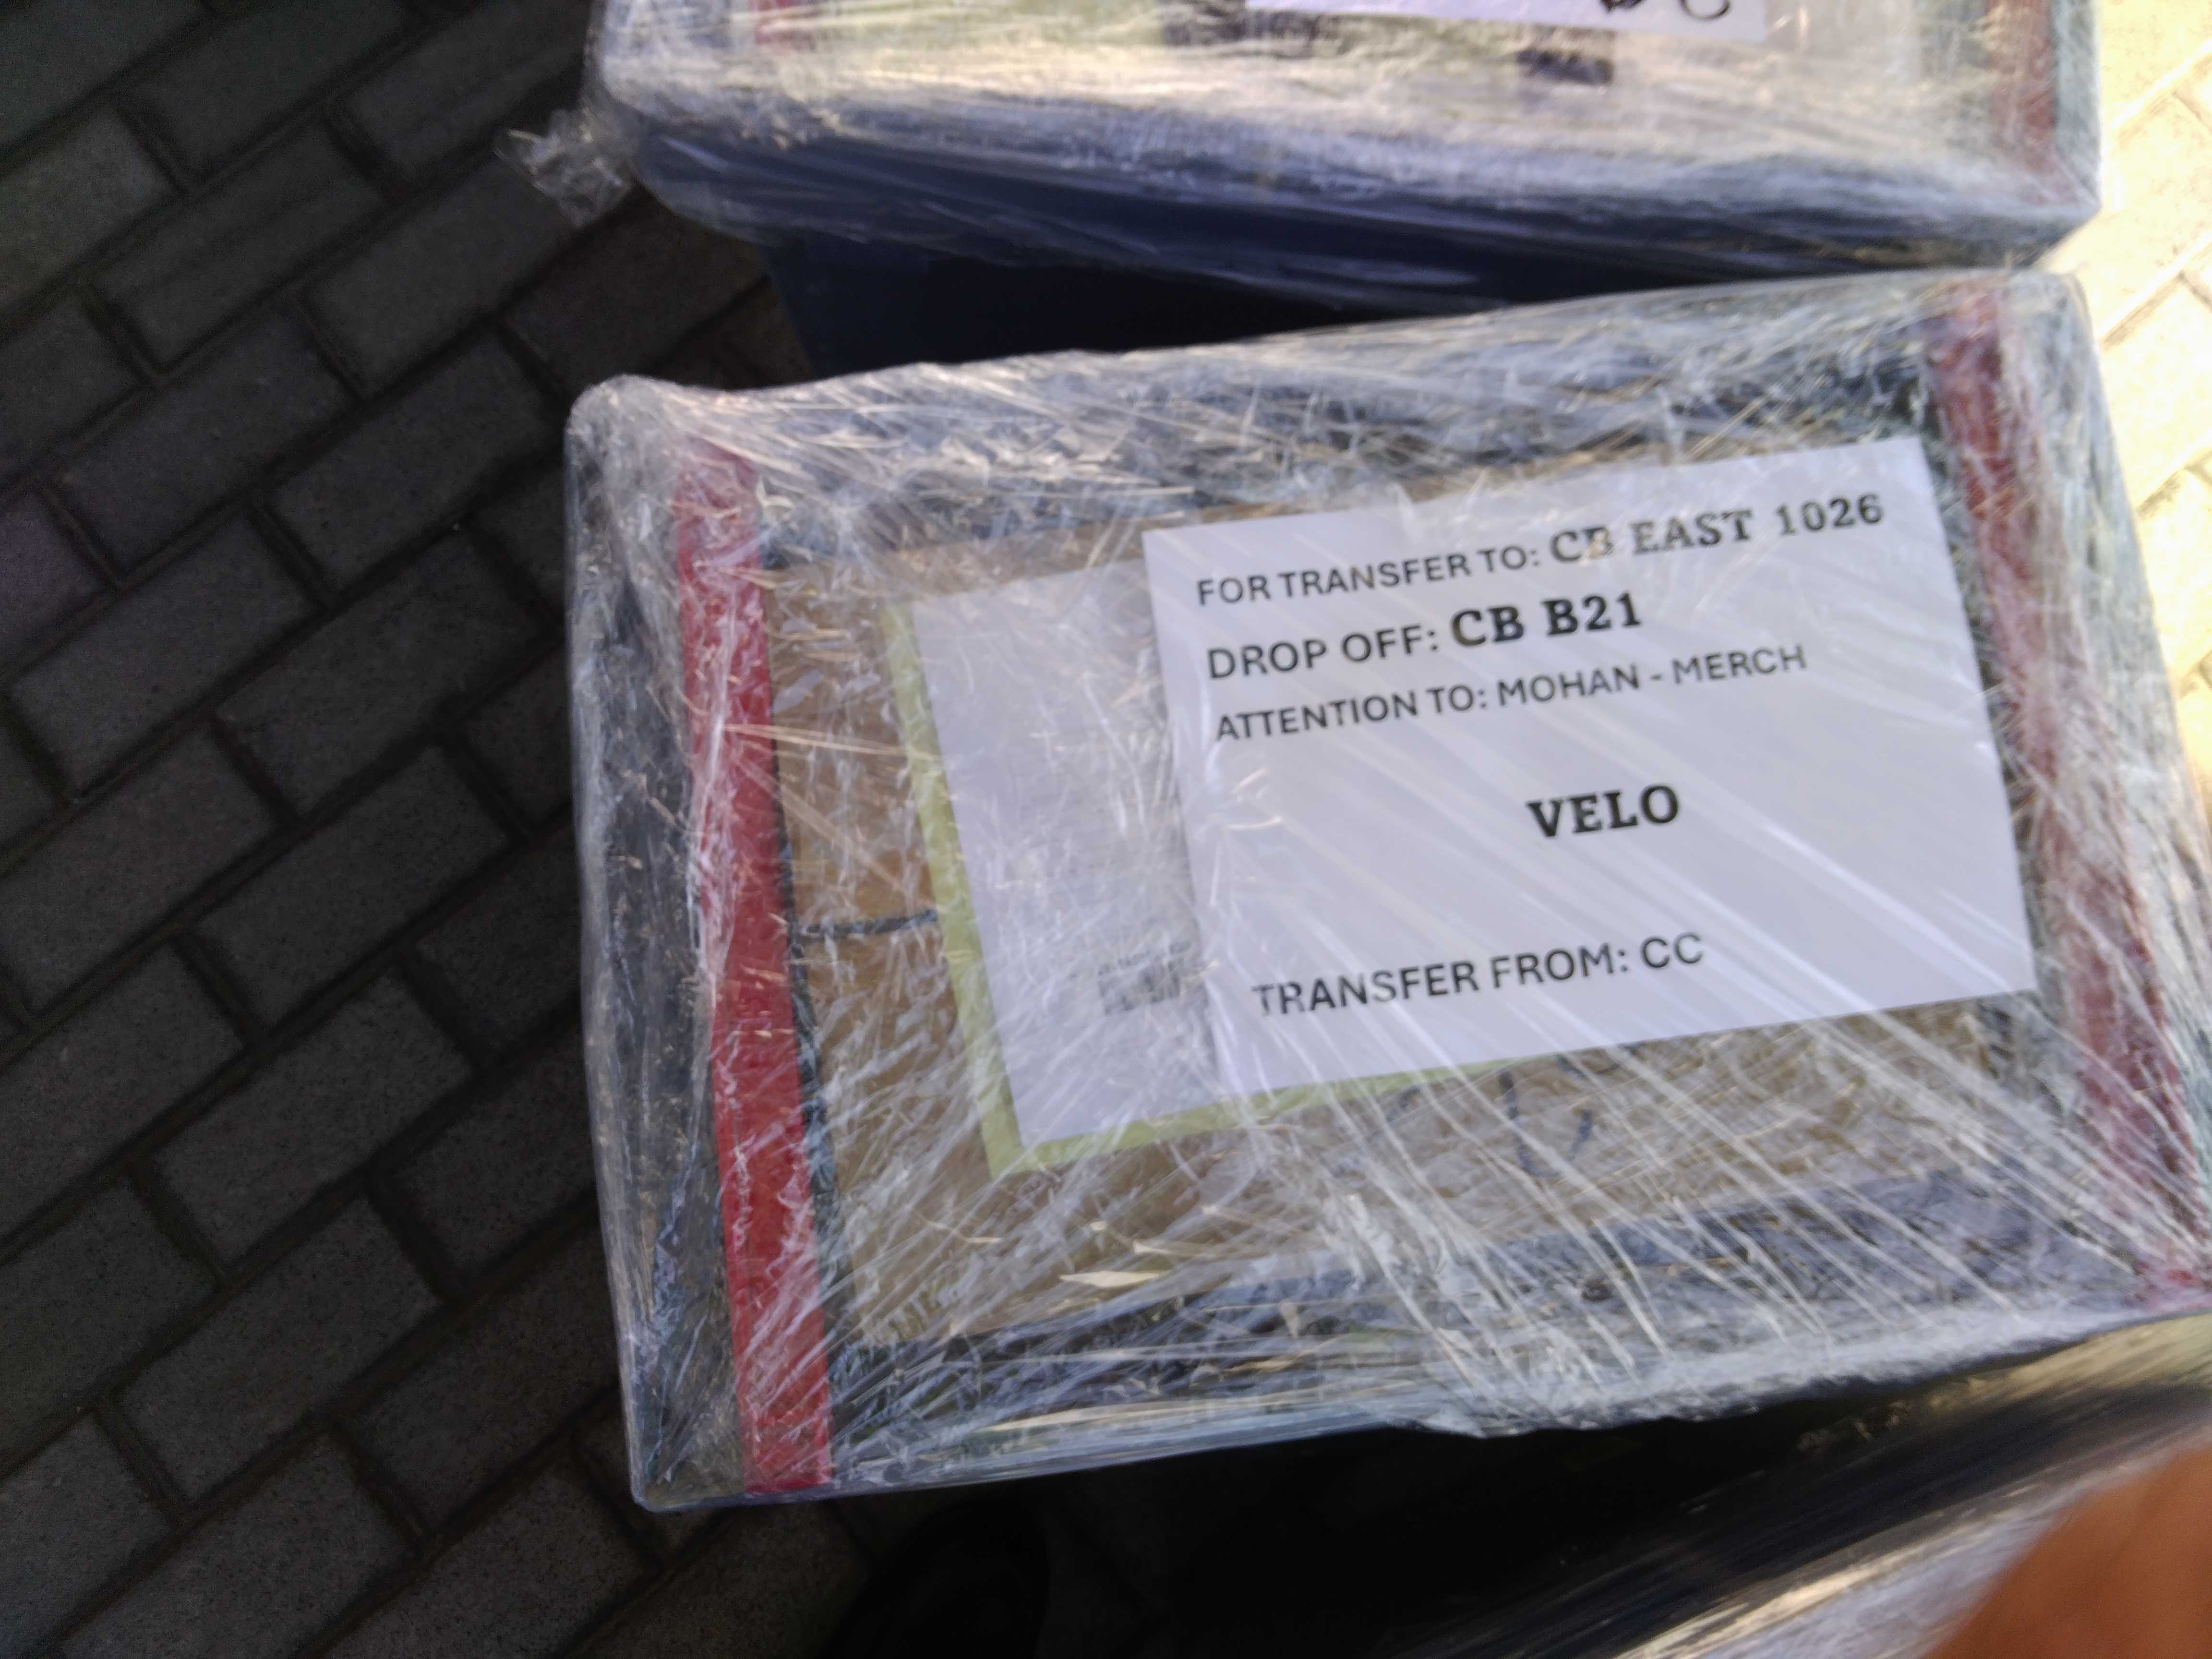 FOR TRANSFER TO: CB EAST 1026
DROP OFF: CB B21
ATTENTION TO: MOHAN - MERCH
VELO
TRANSFER FROM: CC